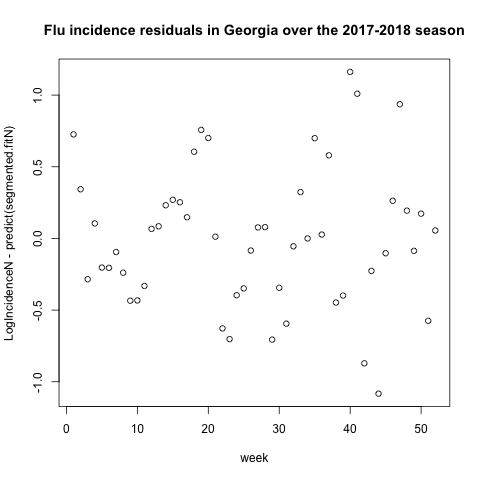 Flu incidence residuals in Georgia over the 2017-2018 season
LogIncidenceN - predict(segmented.fitN)
1.0
0.5
0.0
-0.5
-1.0
0 10 20 30 40 50
week